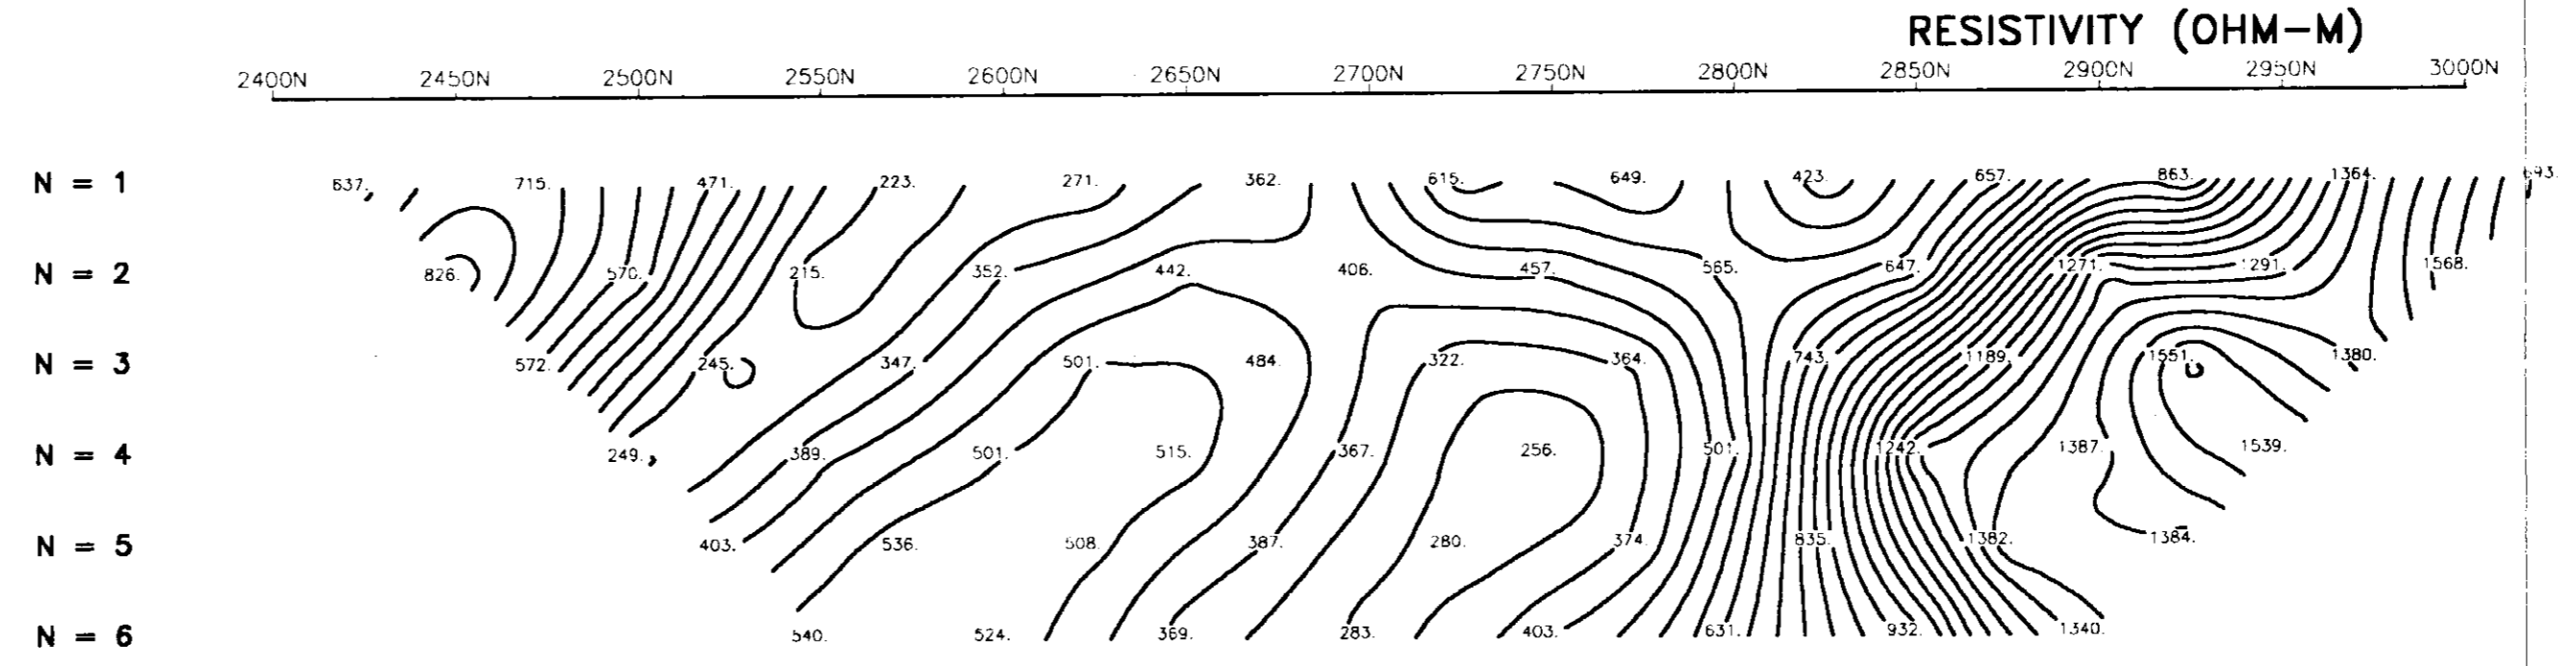 RESISTIVITY (OHM-M)
2400N 2450N 2500N 2550N 2600N 2650N 2700N 2750N 2800N 2850N 2900N 2950N 3000N
N = 1 637. 715. 471. 223. 271. 362. 615. 649. 423. 657. 863. 1364. 693.
N = 2 826. 570. 215. 352. 442. 406. 457. 565. 647. 1271. 1291. 1568.
N = 3 572. 245. 347. 501. 484. 322. 364. 743. 1189. 1551. 1380.
N = 4 249. 389. 501. 515. 367. 256. 501. 1242. 1387. 1539.
N = 5 403. 536. 508. 387. 280. 374. 835. 1382. 1384.
N = 6 540. 524. 369. 283. 403. 631. 932. 1340.